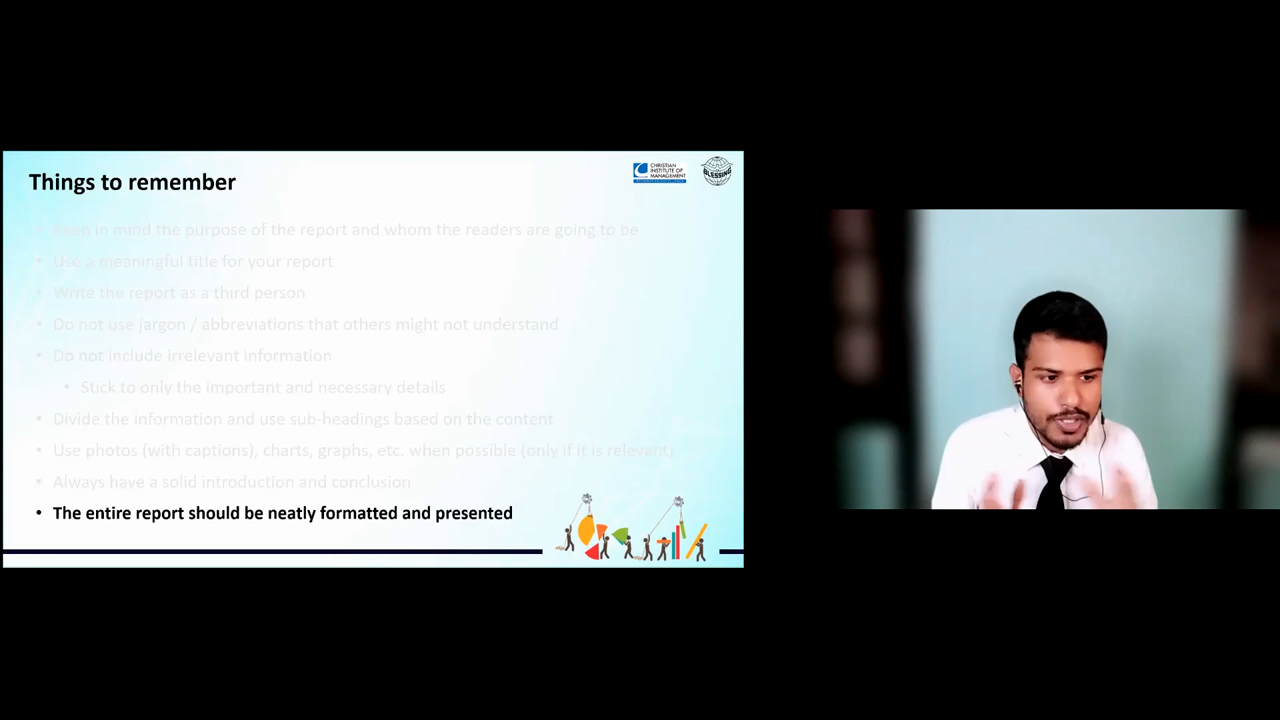 Things to remember
CHRISTIAN
INSTITUTE OF
MANAGEMENT
BLESSING
• Keep in mind the purpose of the report and whom the readers are going to be
• Use a meaningful title for your report
• Write the report as a third person
• Do not use jargon / abbreviations that others might not understand
• Do not include irrelevant information
• Stick to only the important and necessary details
• Divide the information and use sub-headings based on the content
• Use photos (with captions), charts, graphs, etc. when possible (only if it is relevant)
• Always have a solid introduction and conclusion
• The entire report should be neatly formatted and presented